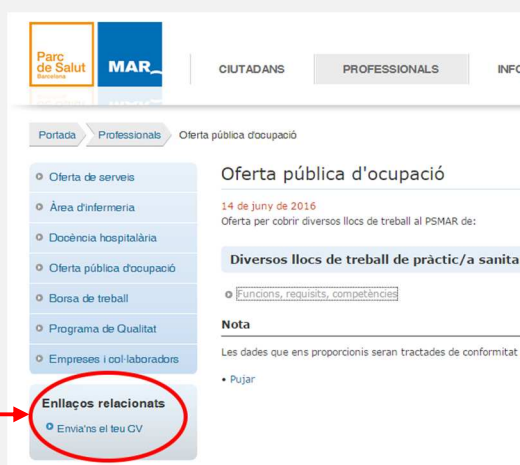 Parc
de Salut
Barcelona
MAR
CIUTADANS
PROFESSIONALS
Portada
Professionals
Oferta pública d'ocupació
Oferta de serveis
Àrea d'infermeria
Docència hospitalària
Oferta pública d'ocupació
Borsa de treball
Programa de Qualitat
Empreses i col·laboradors
Enllaços relacionats
Envia'ns el teu CV
Oferta pública d'ocupació
14 de juny de 2016
Oferta per cobrir diversos llocs de treball al PSMAR de:
Diversos llocs de treball de pràctic/a sanita
Funcions, requisits, competències
Nota
Les dades que ens proporcionis seran tractades de conformitat
• Pujar